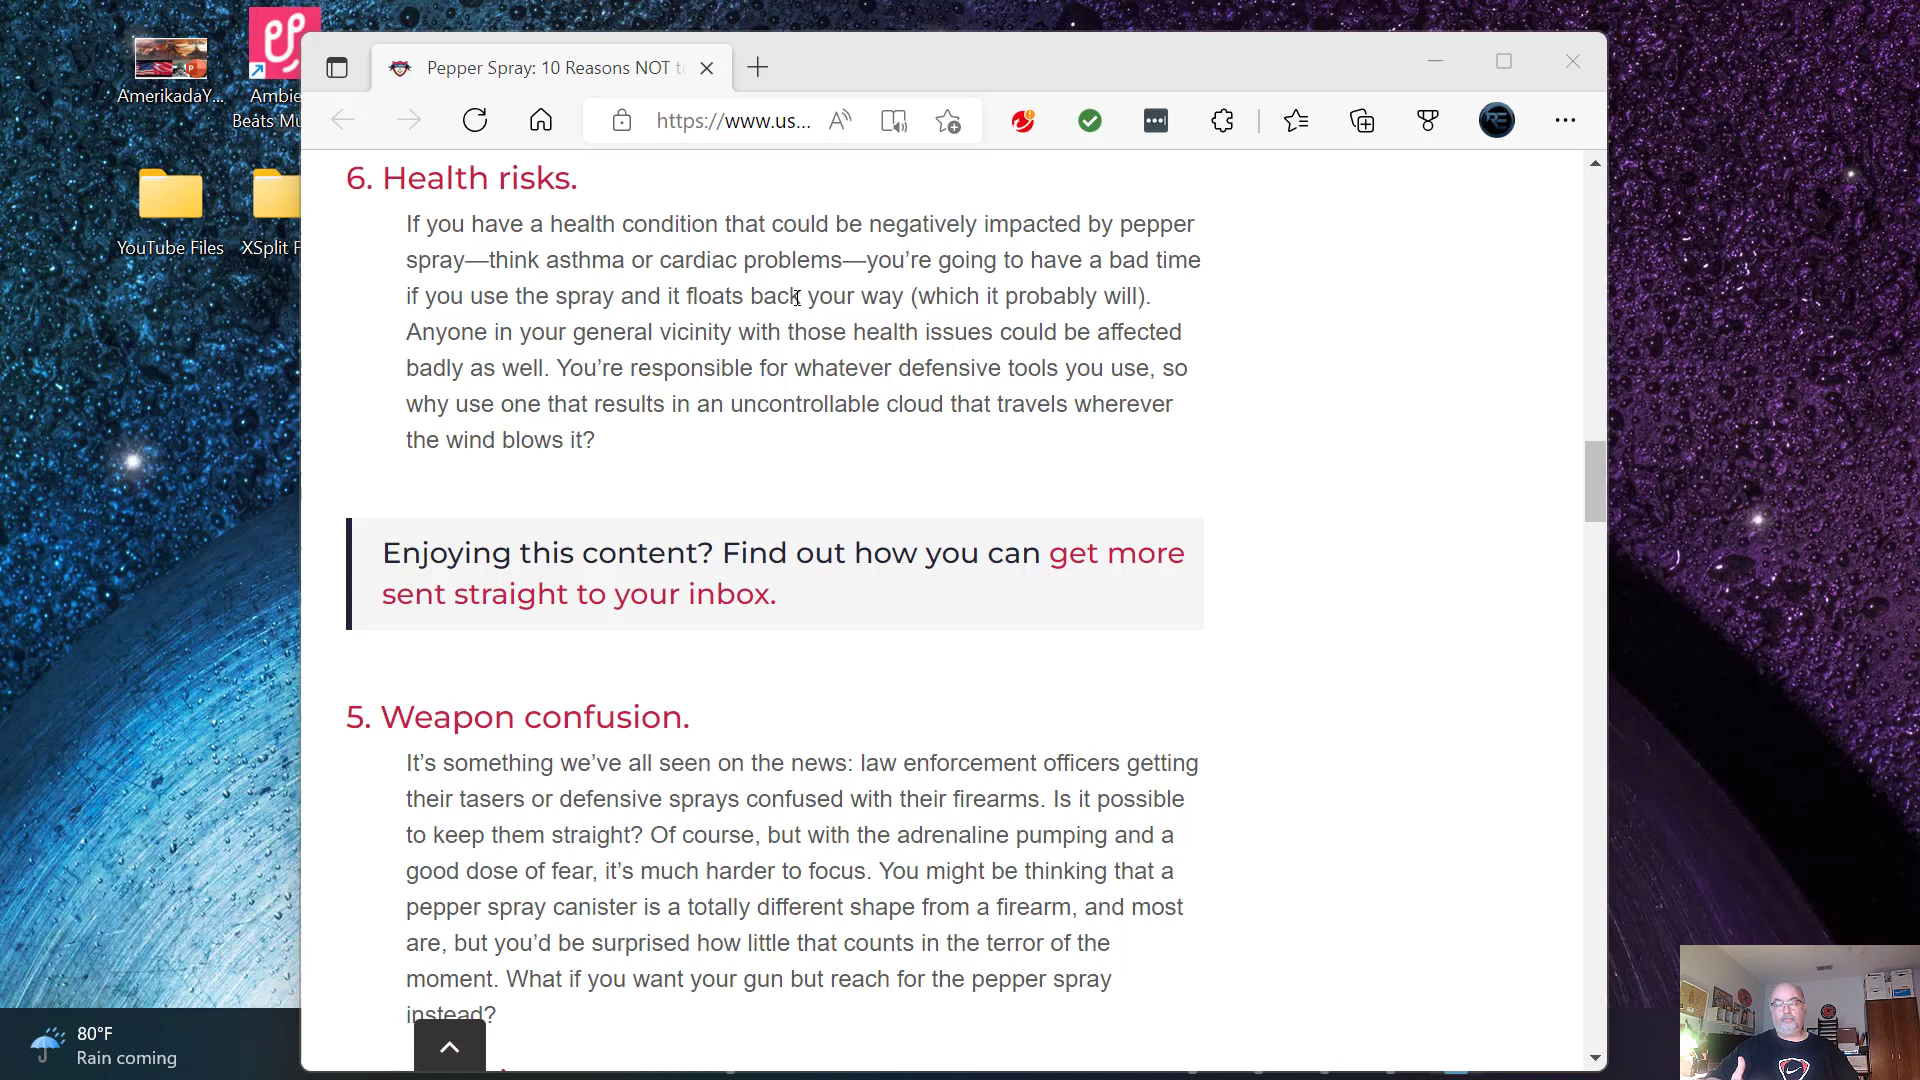 AmerikadaY...
Ambie
Beats Mu
YouTube Files
XSplit F
Pepper Spray: 10 Reasons NOT t
https://www.us...
6. Health risks.
If you have a health condition that could be negatively impacted by pepper
spray—think asthma or cardiac problems—you’re going to have a bad time
if you use the spray and it floats back your way (which it probably will).
Anyone in your general vicinity with those health issues could be affected
badly as well. You’re responsible for whatever defensive tools you use, so
why use one that results in an uncontrollable cloud that travels wherever
the wind blows it?
Enjoying this content? Find out how you can get more
sent straight to your inbox.
5. Weapon confusion.
It’s something we’ve all seen on the news: law enforcement officers getting
their tasers or defensive sprays confused with their firearms. Is it possible
to keep them straight? Of course, but with the adrenaline pumping and a
good dose of fear, it’s much harder to focus. You might be thinking that a
pepper spray canister is a totally different shape from a firearm, and most
are, but you’d be surprised how little that counts in the terror of the
moment. What if you want your gun but reach for the pepper spray
instead?
80°F
Rain coming